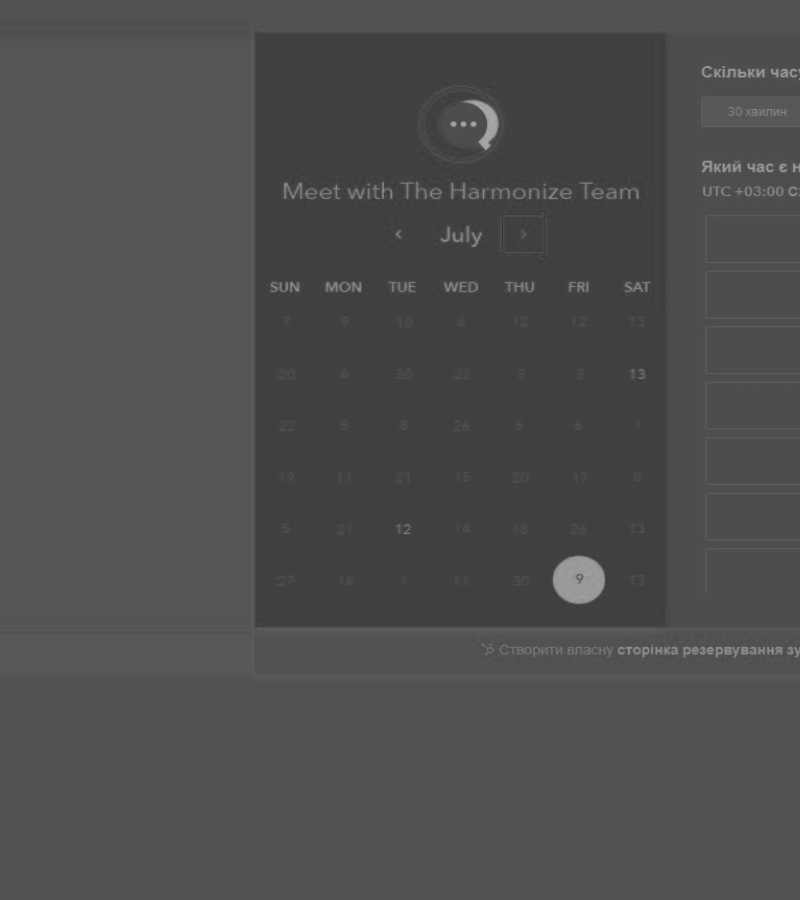 Meet with The Harmonize Team
July
SUN MON TUE WED THU FRI SAT
7 9 10 6 12 12 13
20 6 30 22 3 3 13
22 5 8 26 5 6 1
19 11 21 15 20 17 8
5 21 12 14 18 26 13
27 16 1 11 30 9 13
Скільки часу
30 хвилин
Який час є
UTC +03:00
Створити власну сторінка резервування